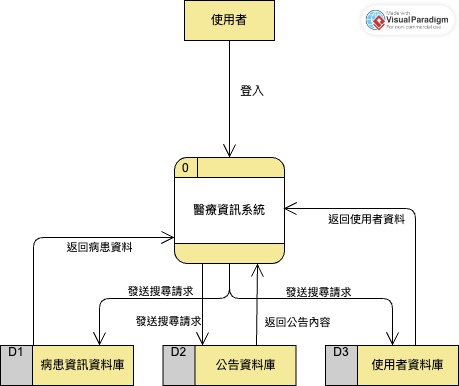 使用者
Made with
VisualParadigm
For non-commercial use
登入
0
醫療資訊系統
返回使用者資料
返回病患資料
發送搜尋請求
發送搜尋請求
發送搜尋請求
返回公告內容
D1
病患資訊資料庫
D2
公告資料庫
D3
使用者資料庫